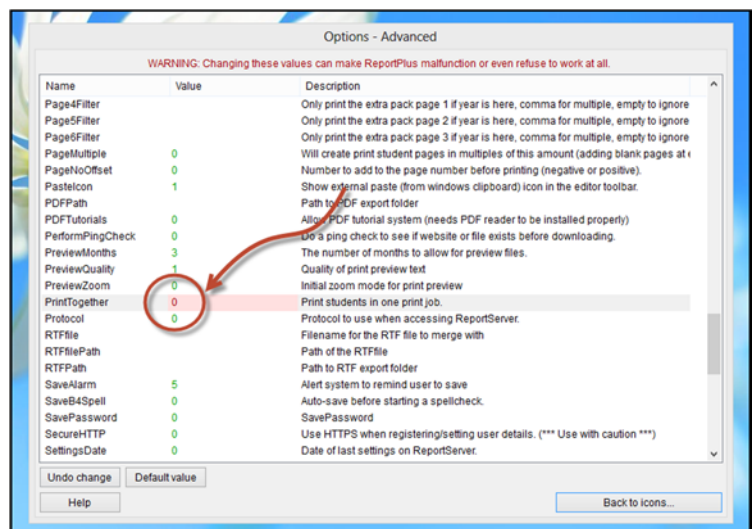 Options - Advanced
WARNING: Changing these values can make ReportPlus malfunction or even refuse to work at all.
Name Value Description
Page4Filter Only print the extra pack page 1 if year is here, comma for multiple, empty to ignore
Page5Filter Only print the extra pack page 2 if year is here, comma for multiple, empty to ignore
Page6Filter Only print the extra pack page 3 if year is here, comma for multiple, empty to ignore
PageMultiple 0 Will create print student pages in multiples of this amount (adding blank pages at
PageNoOffset 0 Number to add to the page number before printing (negative or positive).
PasteIcon 1 Show external paste (from windows clipboard) icon in the editor toolbar.
PDFPath Path to PDF export folder
PDFTutorials 0 Allow PDF tutorial system (needs PDF reader to be installed properly)
PerformPingCheck 0 Do a ping check to see if website or file exists before downloading.
PreviewMonths 3 The number of months to allow for preview files.
PreviewQuality 1 Quality of print preview text
PreviewZoom 0 Initial zoom mode for print preview
PrintTogether 0 Print students in one print job.
Protocol 0 Protocol to use when accessing ReportServer.
RTFfile Filename for the RTF file to merge with
RTFfilePath Path of the RTFfile
RTFPath Path to RTF export folder
SaveAlarm 5 Alert system to remind user to save
SaveB4Spell 0 Auto-save before starting a spellcheck.
SavePassword 0 SavePassword
SecureHTTP 0 Use HTTPS when registering/setting user details. (*** Use with caution ***)
SettingsDate 0 Date of last settings on ReportServer.
Undo change Default value
Help Back to icons...